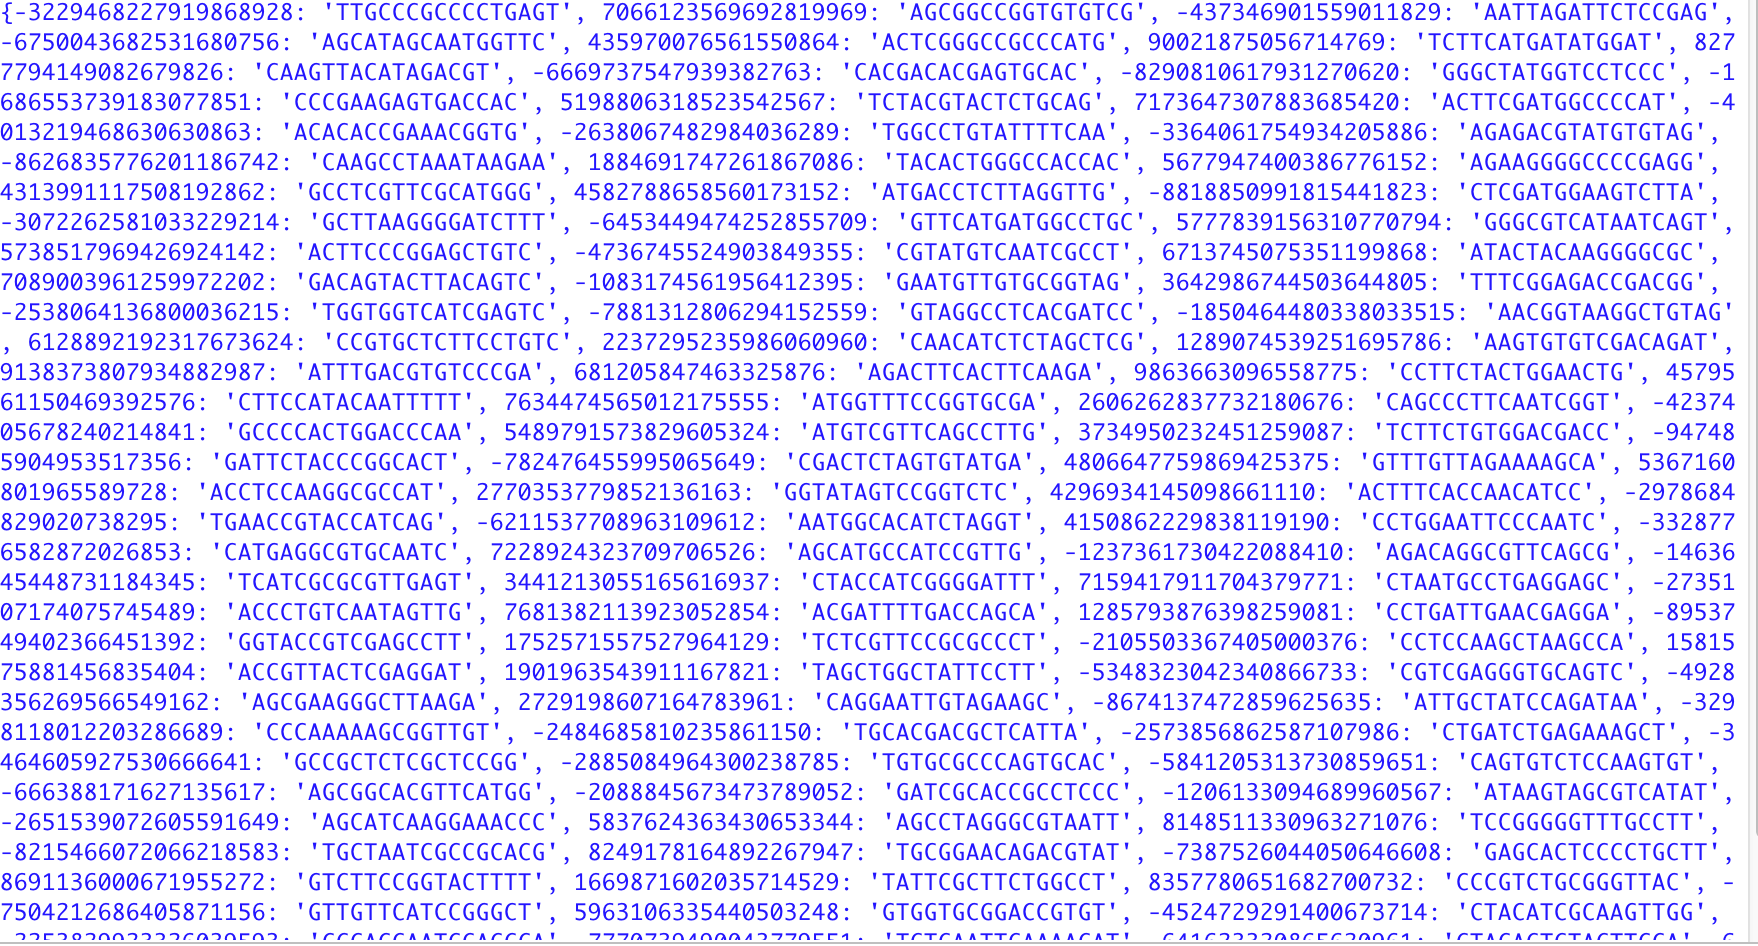 {-3229468227919868928: 'TTGCCCGCCCCTGAGT', 7066123569692819969: 'AGCGGCCGGTGTGTCG', -437346901559011829: 'AATTAGATTCTCCGAG',
-6750043682531680756: 'AGCATAGCAATGGTTC', 435970076561550864: 'ACTCGGGCCGCCCATG', 90021875056714769: 'TCTTCATGATATGGAT', 827
7794149082679826: 'CAAGTTACATAGACGT', -6669737547939382763: 'CACGACACGAGTGCAC', -8290810617931270620: 'GGGCTATGGTCCTCCC', -1
686553739183077851: 'CCCGAAGAGTGACCAC', 5198806318523542567: 'TCTACGTACTCTGCAG', 7173647307883685420: 'ACTTCGATGGCCCCAT', -4
013219468630630863: 'ACACACCGAAACGGTG', -2638067482984036289: 'TGGCCTGTATTTTCAA', -3364061754934205886: 'AGAGACGTATGTGTAG',
-8626835776201186742: 'CAAGCCTAAATAAGAA', 1884691747261867086: 'TACACTGGGCCACCAC', 5677947400386776152: 'AGAAGGGGCCCCGAGG',
4313991117508192862: 'GCCTCGTTCGCATGGG', 4582788658560173152: 'ATGACCTCTTAGGTTG', -8818850991815441823: 'CTCGATGGAAGTCTTA',
-3072262581033229214: 'GCTTAAGGGGATCTTT', -6453449474252855709: 'GTTCATGATGGCCTGC', 5777839156310770794: 'GGGCGTCATAATCAGT',
5738517969426924142: 'ACTTCCCGGAGCTGTC', -4736745524903849355: 'CGTATGTCAATCGCCT', 6713745075351199868: 'ATACTACAAGGGGCGC',
7089003961259972202: 'GACAGTACTTACAGTC', -1083174561956412395: 'GAATGTTGTGCGGTAG', 3642986744503644805: 'TTTCGGAGACCGACGG',
-2538064136800036215: 'TGGTGGTCATCGAGTC', -7881312806294152559: 'GTAGGCCTCACGATCC', -1850464480338033515: 'AACGGTAAGGCTGTAG'
, 6128892192317673624: 'CCGTGCTCTTCCTGTC', 2237295235986060960: 'CAACATCTCTAGCTCG', 1289074539251695786: 'AAGTGTGTCGACAGAT',
9138373807934882987: 'ATTTGACGTGTCCCGA', 681205847463325876: 'AGACTTCACTTCAAGA', 9863663096558775: 'CCTTCTACTGGAACTG', 45795
61150469392576: 'CTTCCATACAATTTTT', 7634474565012175555: 'ATGGTTTCCGGTGCGA', 2606262837732180676: 'CAGCCCTTCAATCGGT', -42374
05678240214841: 'GCCCCACTGGACCCAA', 5489791573829605324: 'ATGTCGTTCAGCCTTG', 3734950232451259087: 'TCTTCTGTGGACGACC', -94748
5904953517356: 'GATTCTACCCGGCACT', -782476455995065649: 'CGACTCTAGTGTATGA', 4806647759869425375: 'GTTTGTTAGAAAAGCA', 5367160
801965589728: 'ACCTCCAAGGCGCCAT', 2770353779852136163: 'GGTATAGTCCGGTCTC', 4296934145098661110: 'ACTTTCACCAACATCC', -2978684
829020738295: 'TGAACCGTACCATCAG', -6211537708963109612: 'AATGGCACATCTAGGT', 4150862229838119190: 'CCTGGAATTCCCAATC', -332877
6582872026853: 'CATGAGGCGTGCAATC', 7228924323709706526: 'AGCATGCCATCCGTTG', -1237361730422088410: 'AGACAGGCGTTCAGCG', -14636
45448731184345: 'TCATCGCGCGTTGAGT', 3441213055165616937: 'CTACCATCGGGGATTT', 7159417911704379771: 'CTAATGCCTGAGGAGC', -27351
07174075745489: 'ACCCTGTCAATAGTTG', 7681382113923052854: 'ACGATTTTGACCAGCA', 1285793876398259081: 'CCTGATTGAACGAGGA', -89537
49402366451392: 'GGTACCGTCGAGCCTT', 1752571557527964129: 'TCTCGTTCCGCGCCCT', -2105503367405000376: 'CCTCCAAGCTAAGCCA', 15815
75881456835404: 'ACCGTTACTCGAGGAT', 1901963543911167821: 'TAGCTGGCTATTCCTT', -5348323042340866733: 'CGTCGAGGGTGCAGTC', -4928
356269566549162: 'AGCGAAGGGCTTAAGA', 2729198607164783961: 'CAGGAATTGTAGAAGC', -8674137472859625635: 'ATTGCTATCCAGATAA', -329
8118012203286689: 'CCCAAAAAGCGGTTGT', -2484685810235861150: 'TGCACGACGCTCATTA', -2573856862587107986: 'CTGATCTGAGAAAGCT', -3
464605927530666641: 'GCCGCTCTCGCTCCGG', -2885084964300238785: 'TGTGCGCCCAGTGCAC', -5841205313730859651: 'CAGTGTCTCCAAGTGT',
-666388171627135617: 'AGCGGCACGTTCATGG', -2088845673473789052: 'GATCGCACCGCCTCCC', -1206133094689960567: 'ATAAGTAGCGTCATAT',
-2651539072605591649: 'AGCATCAAGGAAACCC', 5837624363430653344: 'AGCCTAGGGCGTAATT', 8148511330963271076: 'TCCGGGGGTTTGCCTT',
-8215466072066218583: 'TGCTAATCGCCGCACG', 8249178164892267947: 'TGCGGAACAGACGTAT', -7387526044050646608: 'GAGCACTCCCCTGCTT',
8691136000671955272: 'GTCTTCCGGTACTTTT', 1669871602035714529: 'TATTCGCTTCTGGCCT', 8357780651682700732: 'CCCGTCTGCGGGTTAC', -
7504212686405871156: 'GTTGTTCATCCGGGCT', 5963106335440503248: 'GTGGTGCGGACCGTGT', -4524729291400673714: 'CTACATCGCAAGTTGG',